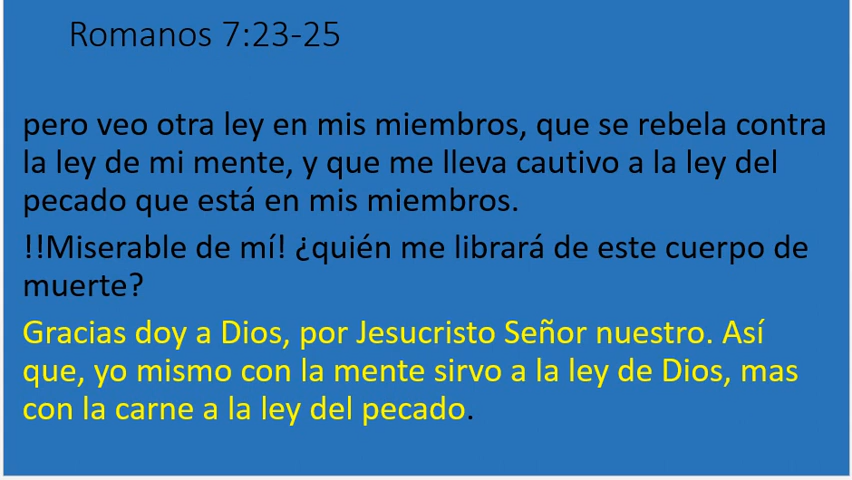 Romanos 7:23-25
pero veo otra ley en mis miembros, que se rebela contra
la ley de mi mente, y que me lleva cautivo a la ley del
pecado que está en mis miembros.
!!Miserable de mí! ¿quién me librará de este cuerpo de
muerte?
Gracias doy a Dios, por Jesucristo Señor nuestro. Así
que, yo mismo con la mente sirvo a la ley de Dios, mas
con la carne a la ley del pecado.